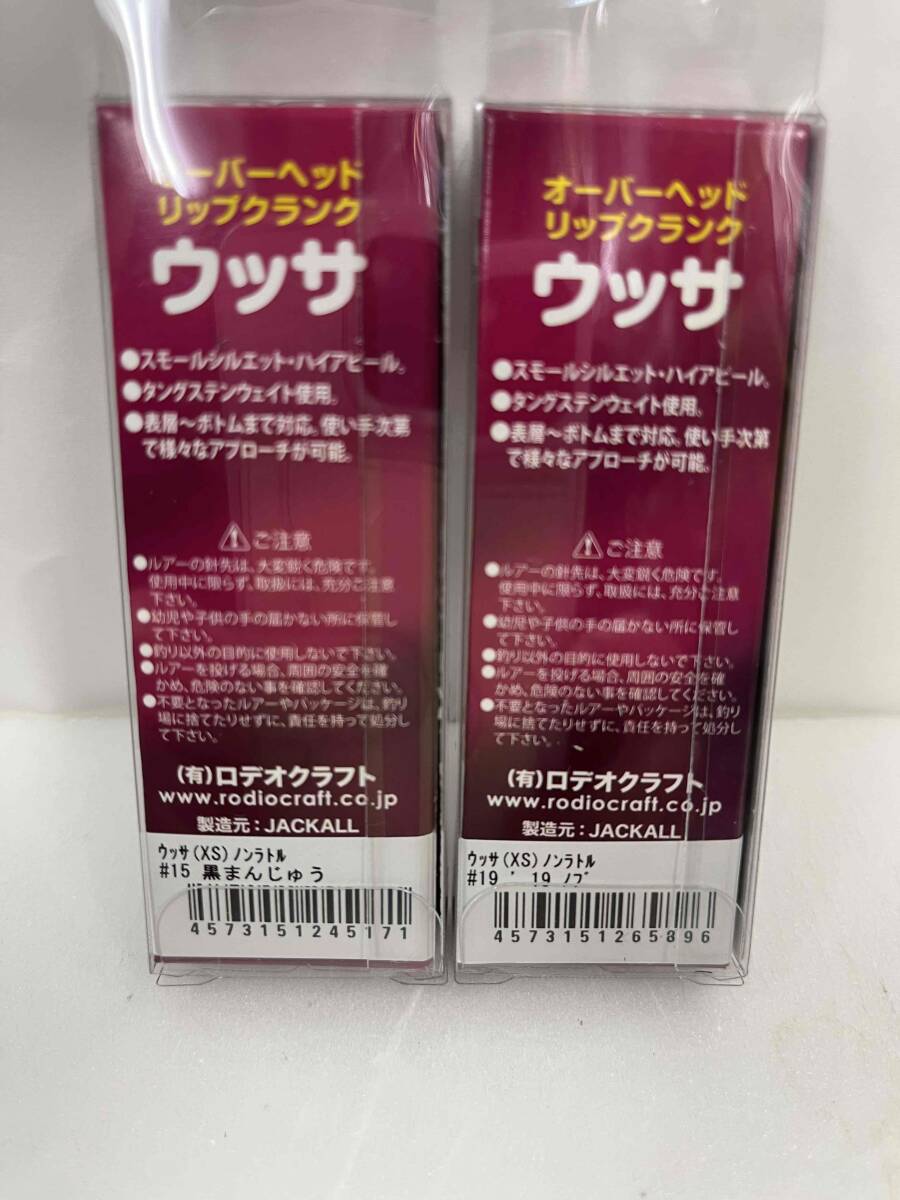 オーバーヘッド
リップクランク
ウッサ
●スモールシルエット・ハイアピール。
●タングステンウェイト使用。
●表層～ボトムまで対応。使い手次第
で様々なアプローチが可能。
ご注意
●ルアーの針先は、大変鋭く危険です。
使用中に限らず、取扱には、充分ご注意
下さい。
●幼児や子供の手の届かない所に保管し
て下さい。
●釣り以外の目的に使用しないで下さい。
●ルアーを投げる場合、周囲の安全を確
かめ、危険のない事を確認してください。
●不要となったルアーやパッケージは、釣り
場に捨てたりせずに、責任を持って処分し
て下さい。
(有)ロデオクラフト
www.rodiocraft.co.jp
製造元：JACKALL
ウッサ(XS)ノンラトル
#15 黒まんじゅう
4573151245171
オーバーヘッド
リップクランク
ウッサ
●スモールシルエット・ハイアピール。
●タングステンウェイト使用。
●表層～ボトムまで対応。使い手次第
で様々なアプローチが可能。
ご注意
●ルアーの針先は、大変鋭く危険です。
使用中に限らず、取扱には、充分ご注意
下さい。
●幼児や子供の手の届かない所に保管し
て下さい。
●釣り以外の目的に使用しないで下さい。
●ルアーを投げる場合、周囲の安全を確
かめ、危険のない事を確認してください。
●不要となったルアーやパッケージは、釣り
場に捨てたりせずに、責任を持って処分し
て下さい。
(有)ロデオクラフト
www.rodiocraft.co.jp
製造元：JACKALL
ウッサ(XS)ノンラトル
#19 ' 19 ノブ
4573151265896